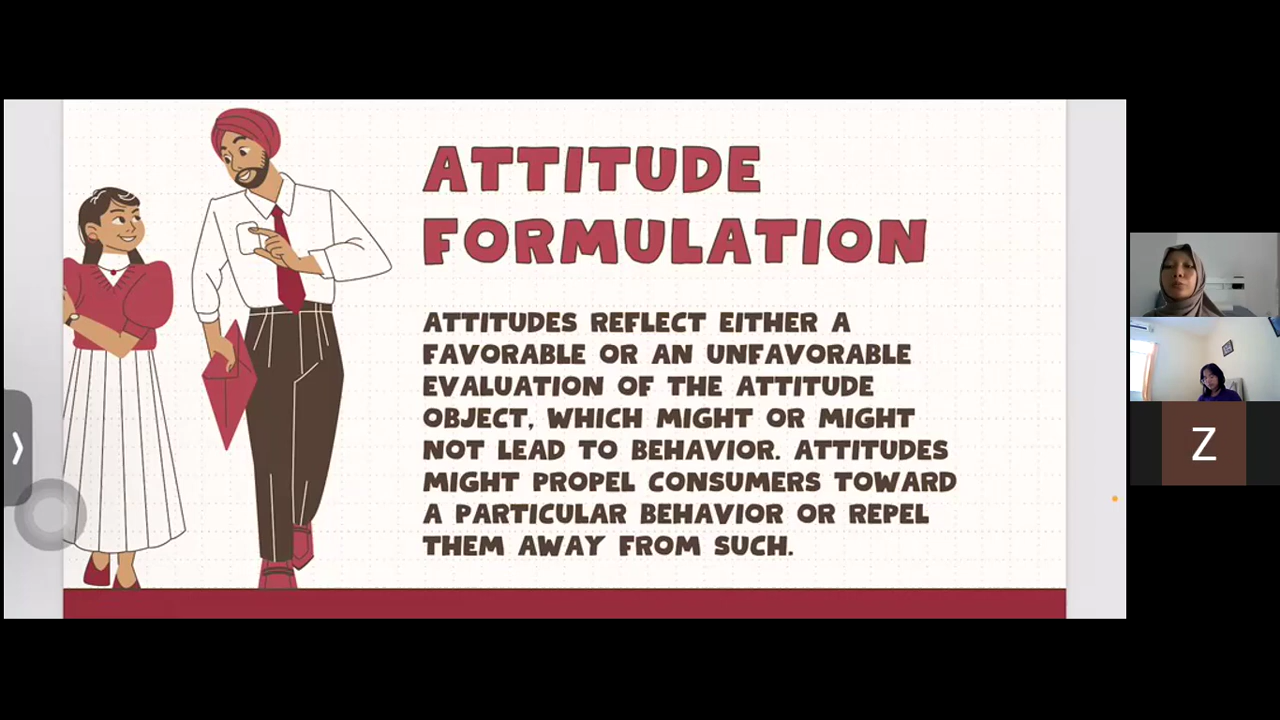 ATTITUDE
FORMULATION
ATTITUDES REFLECT EITHER A
FAVORABLE OR AN UNFAVORABLE
EVALUATION OF THE ATTITUDE
OBJECT, WHICH MIGHT OR MIGHT
NOT LEAD TO BEHAVIOR. ATTITUDES
MIGHT PROPEL CONSUMERS TOWARD
A PARTICULAR BEHAVIOR OR REPEL
THEM AWAY FROM SUCH.
Z